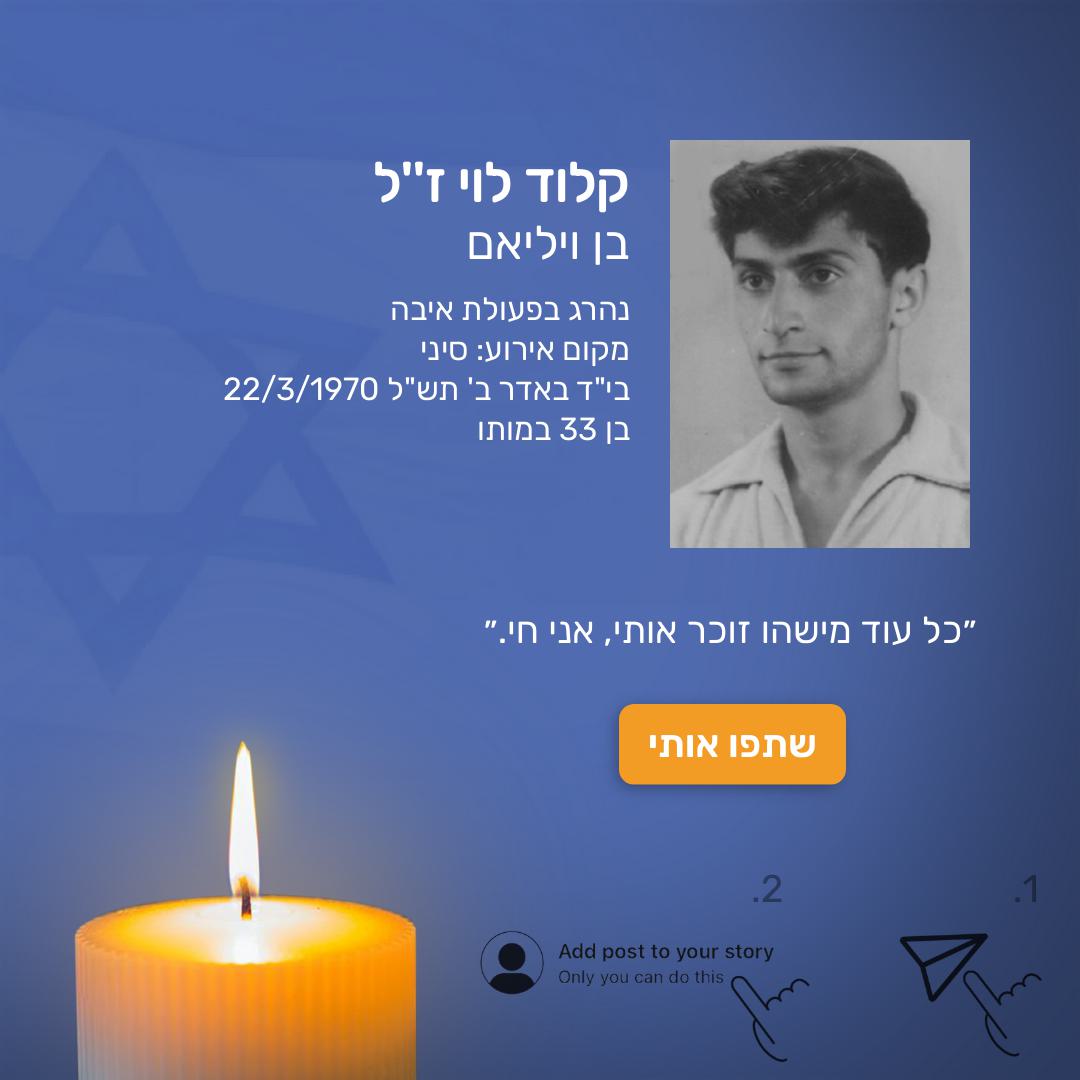 קלוד לוי ז"ל
בן ויליאם
נהרג בפעולת איבה
מקום אירוע: סיני
בי"ד באדר ב' תש"ל 22/3/1970
בן 33 במותו
״כל עוד מישהו זוכר אותי, אני חי.״
שתפו אותי
1.
2.
Add post to your story
Only you can do this